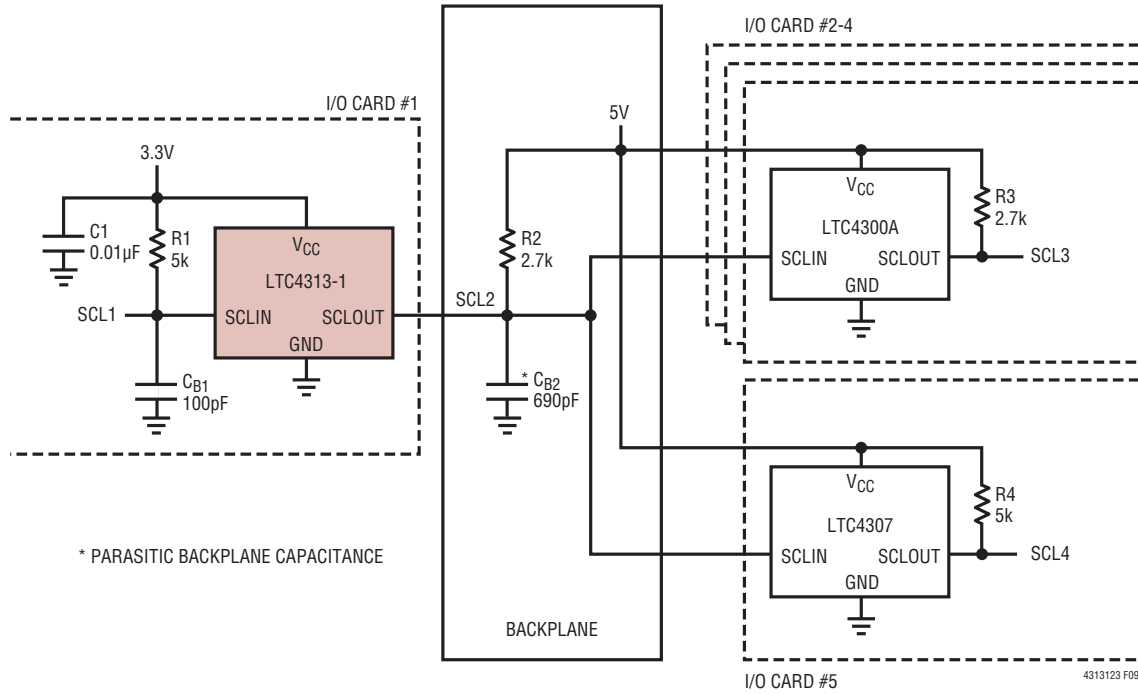 I/O CARD #2-4
I/O CARD #1
5V
3.3V
VCC
R3
2.7k
LTC4300A
C1
0.01µF
R1
5k
VCC
R2
2.7k
LTC4313-1
SCLIN
SCLOUT
SCL3
GND
SCL2
SCL1
SCLIN
SCLOUT
GND
CB1
100pF
* CB2
690pF
VCC
R4
5k
LTC4307
* PARASITIC BACKPLANE CAPACITANCE
SCLIN
SCLOUT
SCL4
GND
BACKPLANE
I/O CARD #5
4313123 F09